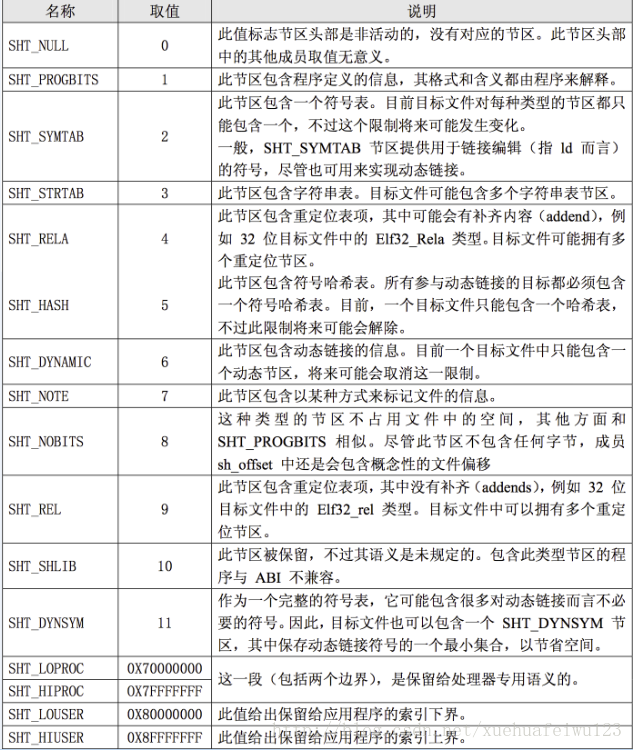 名称 取值 说明
SHT_NULL 0 此值标志节区头部是非活动的，没有对应的节区。此节区头部
中的其他成员取值无意义。
SHT_PROGBITS 1 此节区包含程序定义的信息，其格式和含义都由程序来解释。
SHT_SYMTAB 2 此节区包含一个符号表。目前目标文件对每种类型的节区都只
能包含一个，不过这个限制将来可能发生变化。
一般，SHT_SYMTAB 节区提供用于链接编辑（指 ld 而言）
的符号，尽管也可用来实现动态链接。
SHT_STRTAB 3 此节区包含字符串表。目标文件可能包含多个字符串表节区。
SHT_RELA 4 此节区包含重定位表项，其中可能会有补齐内容（addend），例
如 32 位目标文件中的 Elf32_Rela 类型。目标文件可能拥有多
个重定位节区。
SHT_HASH 5 此节区包含符号哈希表。所有参与动态链接的目标都必须包含
一个符号哈希表。目前，一个目标文件只能包含一个哈希表，
不过此限制将来可能会解除。
SHT_DYNAMIC 6 此节区包含动态链接的信息。目前一个目标文件中只能包含一
个动态节区，将来可能会取消这一限制。
SHT_NOTE 7 此节区包含以某种方式来标记文件的信息。
SHT_NOBITS 8 这种类型的节区不占用文件中的空间，其他方面和
SHT_PROGBITS 相似。尽管此节区不包含任何字节，成员
sh_offset 中还是会包含概念性的文件偏移
SHT_REL 9 此节区包含重定位表项，其中没有补齐（addends），例如 32 位
目标文件中的 Elf32_rel 类型。目标文件中可以拥有多个重定
位节区。
SHT_SHLIB 10 此节区被保留，不过其语义是未规定的。包含此类型节区的程
序与 ABI 不兼容。
SHT_DYNSYM 11 作为一个完整的符号表，它可能包含很多对动态链接而言不必
要的符号。因此，目标文件也可以包含一个 SHT_DYNSYM 节
区，其中保存动态链接符号的一个最小集合，以节省空间。
SHT_LOPROC 0X70000000 这一段（包括两个边界），是保留给处理器专用语义的。
SHT_HIPROC 0X7FFFFFFF
SHT_LOUSER 0X80000000 此值给出保留给应用程序的索引下界。
SHT_HIUSER 0X8FFFFFFF 此值给出保留给应用程序的索引上界。